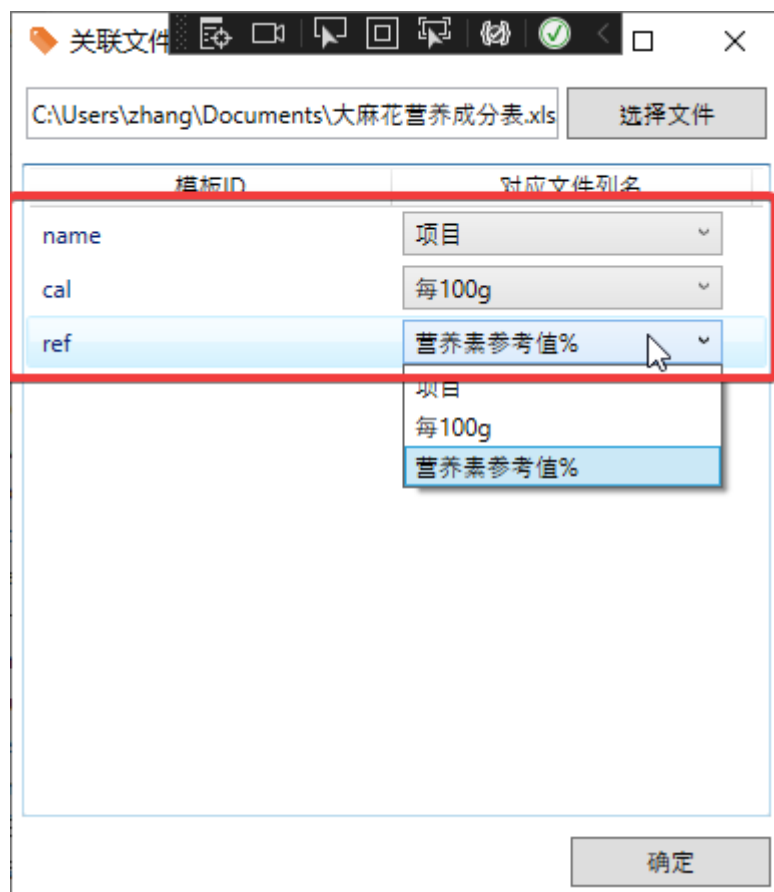 关联文件
C:\Users\zhang\Documents\大麻花营养成分表.xls
选择文件
模板ID
对应文件列名
name
项目
cal
每100g
ref
营养素参考值%
项目
每100g
营养素参考值%
确定